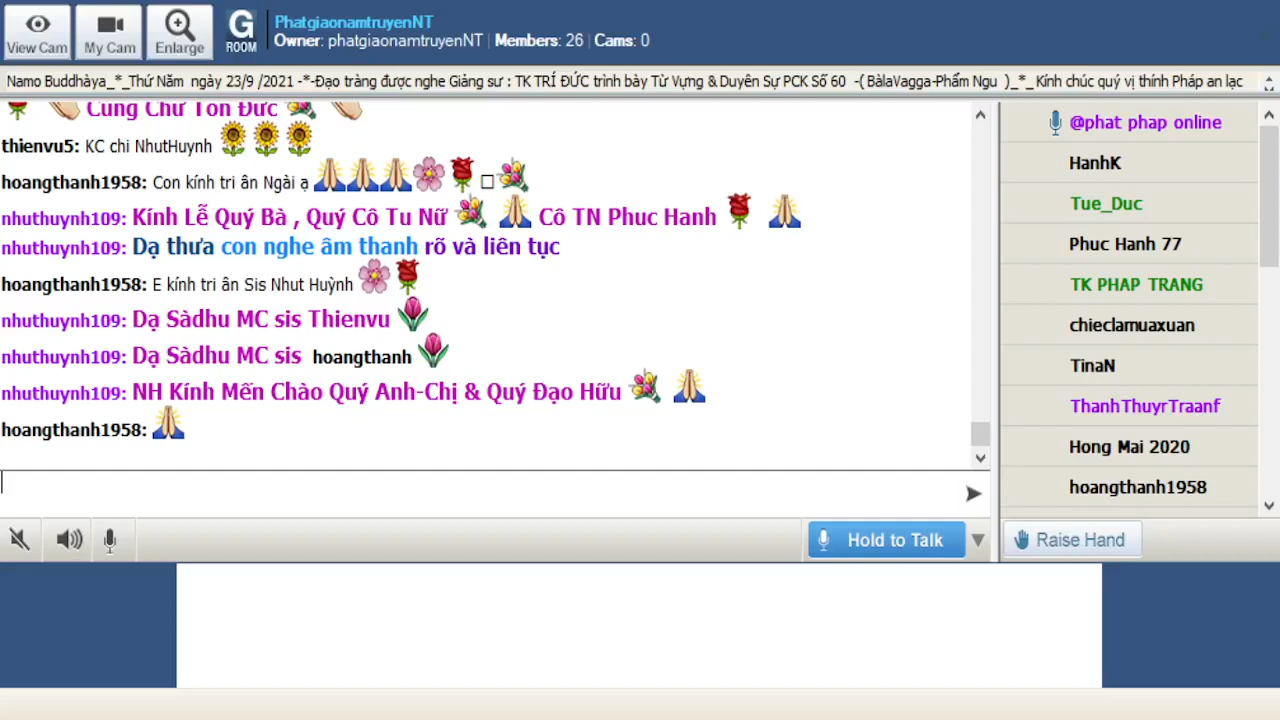 View Cam
My Cam
Enlarge
G
ROOM
PhatgiaonamtruyenNT
Owner: phatgiaonamtruyenNT | Members: 26 | Cams: 0
Namo Buddhàya_*_Thứ Năm ngày 23/9 /2021 -*-Đạo tràng được nghe Giảng sư : TK TRÍ ĐỨC trình bày Từ Vựng & Duyên Sự PCK Số 60 -( BàlaVagga-Phẩm Ngu )_*_ Kính chúc quý vị thính Pháp an lạc
Cung Chư Tôn Đức
thienvu5: KC chi NhutHuynh
hoangthanh1958: Con kính tri ân Ngài ạ
nhuthuynh109: Kính Lễ Quý Bà , Quý Cô Tu Nữ Cô TN Phuc Hanh
nhuthuynh109: Dạ thưa con nghe âm thanh rõ và liên tục
hoangthanh1958: E kính tri ân Sis Nhut Huỳnh
nhuthuynh109: Dạ Sàdhu MC sis Thienvu
nhuthuynh109: Dạ Sàdhu MC sis hoangthanh
nhuthuynh109: NH Kính Mến Chào Quý Anh-Chị & Quý Đạo Hữu
hoangthanh1958:
@phat phap online
HanhK
Tue_Duc
Phuc Hanh 77
TK PHAP TRANG
chieclamuaxuan
TinaN
ThanhThuyrTraanf
Hong Mai 2020
hoangthanh1958
Hold to Talk
Raise Hand